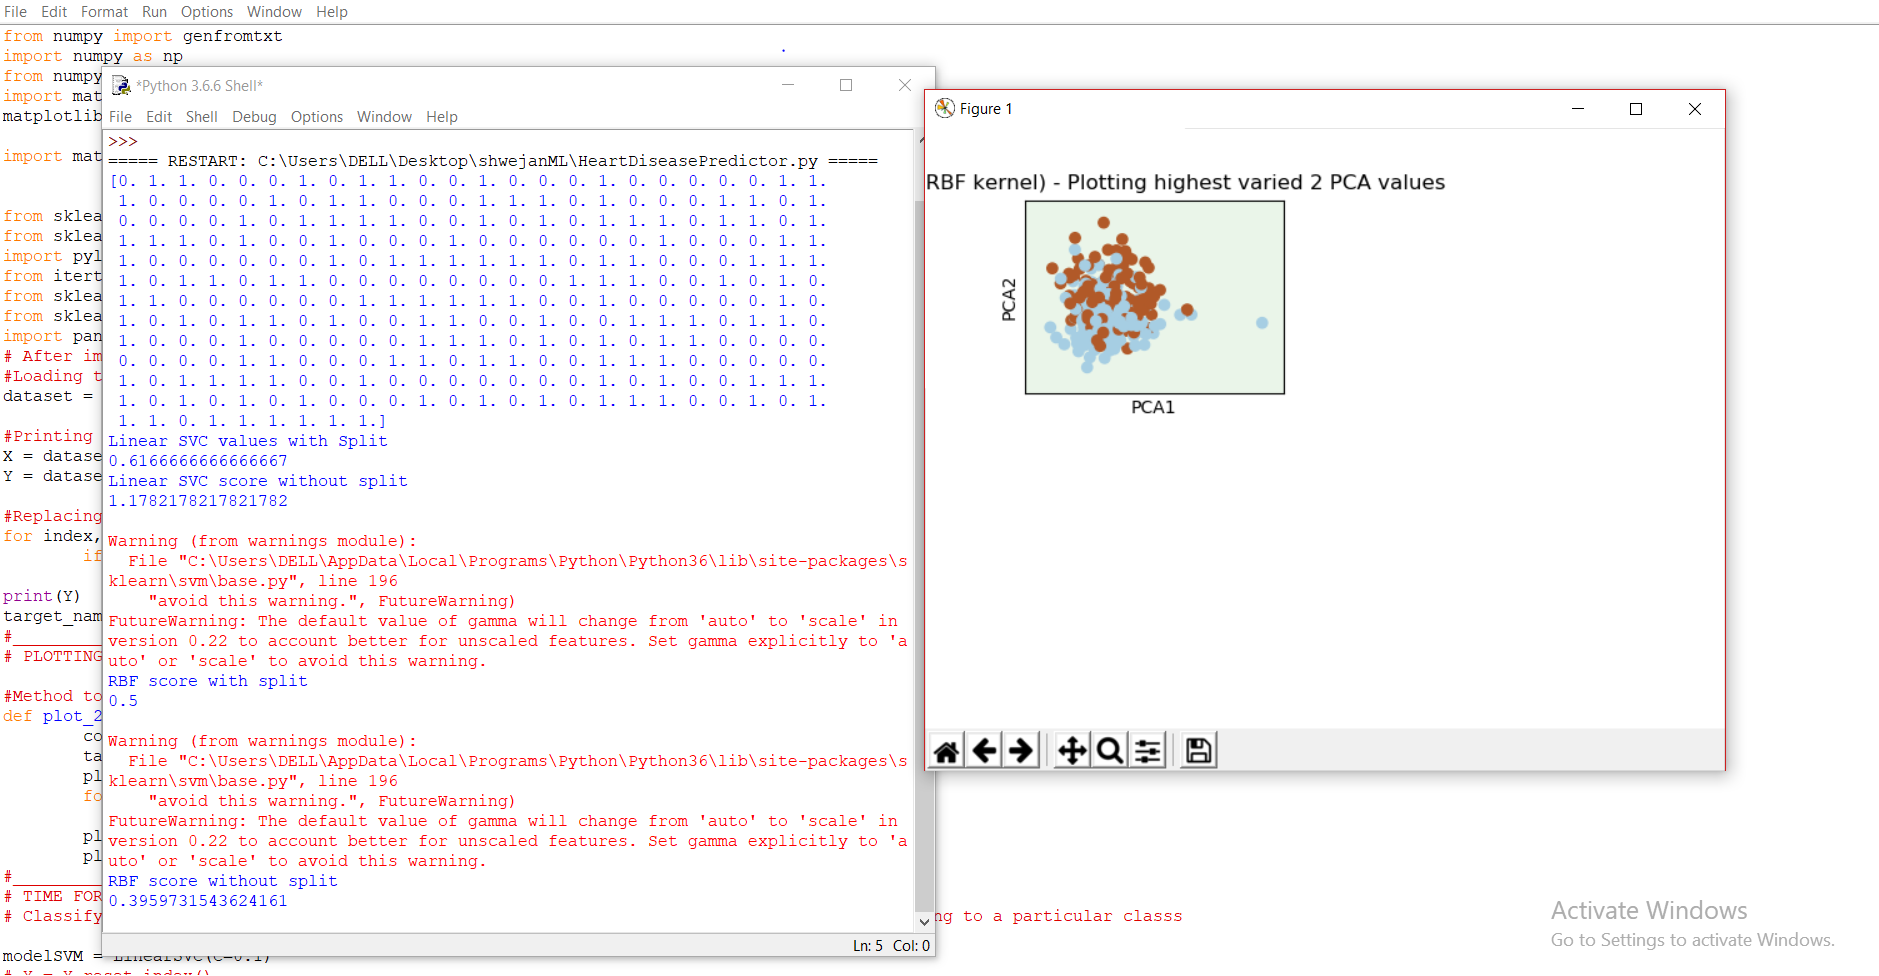 File Edit Format Run Options Window Help
from numpy import genfromtxt
import numpy as np
from numpy
import mat
matplotlib
import mat
from sklea
from sklea
import pyl
from itert
from sklea
from sklea
import pan
# After im
#Loading t
dataset =
#Printing
X = datase
Y = datase
#Replacing
for index,
if
print(Y)
target_nam
#________
# PLOTTING
#Method to
def plot_2
co
ta
pl
fo
pl
pl
#________
# TIME FOR
# Classify
ng to a particular classs
modelSVM = LinearSVC(C=0.1)
# Y = Y.reset_index()
*Python 3.6.6 Shell*
File Edit Shell Debug Options Window Help
>>>
===== RESTART: C:\Users\DELL\Desktop\shwejanML\HeartDiseasePredictor.py =====
[0. 1. 1. 0. 0. 0. 1. 0. 1. 1. 0. 0. 1. 0. 0. 0. 1. 0. 0. 0. 0. 0. 1. 1.
1. 0. 0. 0. 0. 1. 0. 1. 1. 0. 0. 0. 1. 1. 1. 0. 1. 0. 0. 0. 1. 1. 0. 1.
0. 0. 0. 0. 1. 0. 1. 1. 1. 1. 0. 0. 1. 0. 1. 0. 1. 1. 1. 0. 1. 1. 0. 1.
1. 1. 1. 0. 1. 0. 0. 1. 0. 0. 0. 1. 0. 0. 0. 0. 0. 0. 0. 1. 0. 0. 1. 1.
1. 0. 0. 0. 0. 0. 0. 1. 0. 1. 1. 1. 1. 1. 1. 0. 1. 1. 0. 0. 0. 1. 1. 1.
1. 0. 1. 1. 0. 1. 1. 0. 0. 0. 0. 0. 0. 0. 0. 1. 1. 1. 0. 0. 1. 0. 1. 0.
1. 1. 0. 0. 0. 0. 0. 0. 1. 1. 1. 1. 1. 1. 0. 0. 1. 0. 0. 0. 0. 0. 1. 0.
1. 0. 1. 0. 1. 0. 0. 1. 0. 0. 1. 0. 0. 1. 0. 0. 0. 1. 1. 1. 0. 1. 1. 0.
1. 0. 0. 0. 0. 0. 0. 0. 0. 0. 1. 0. 0. 1. 1. 0. 1. 0. 1. 1. 0. 0. 0. 0.
0. 0. 0. 0. 1. 1. 0. 0. 0. 1. 1. 0. 1. 1. 0. 0. 1. 1. 1. 0. 0. 0. 0. 0.
1. 0. 1. 1. 1. 1. 0. 0. 1. 0. 0. 0. 0. 0. 0. 0. 1. 0. 1. 0. 0. 1. 1. 1.
1. 0. 1. 0. 1. 0. 1. 0. 0. 0. 1. 0. 1. 0. 1. 0. 1. 1. 1. 0. 0. 1. 0. 1.
1. 1. 0. 1. 1. 1. 1. 1. 1.]
Linear SVC values with Split
0.6166666666666667
Linear SVC score without split
1.1782178217821782
Warning (from warnings module):
File "C:\Users\DELL\AppData\Local\Programs\Python\Python36\lib\site-packages\s
klearn\svm\base.py", line 196
"avoid this warning.", FutureWarning)
FutureWarning: The default value of gamma will change from 'auto' to 'scale' in
version 0.22 to account better for unscaled features. Set gamma explicitly to 'a
uto' or 'scale' to avoid this warning.
RBF score with split
0.5
Warning (from warnings module):
File "C:\Users\DELL\AppData\Local\Programs\Python\Python36\lib\site-packages\s
klearn\svm\base.py", line 196
"avoid this warning.", FutureWarning)
FutureWarning: The default value of gamma will change from 'auto' to 'scale' in
version 0.22 to account better for unscaled features. Set gamma explicitly to 'a
uto' or 'scale' to avoid this warning.
RBF score without split
0.3959731543624161
Ln: 5 Col: 0
Figure 1
RBF kernel) - Plotting highest varied 2 PCA values
PCA2
PCA1
Activate Windows
Go to Settings to activate Windows.